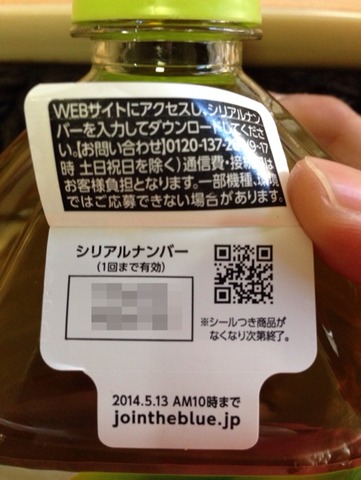 WEBサイトにアクセスし、シリアルナン
バーを入力してダウンロードしてくださ
い。【お問い合わせ】0120-137-2 9-17
時 土日祝日を除く)通信費・接
お客様負担となります。一部機種、環境
ではご応募できない場合があります。
シリアルナンバー
(1回まで有効)
※シールつき商品が
なくなり次第終了。
2014.5.13 AM10時まで
jointheblue.jp